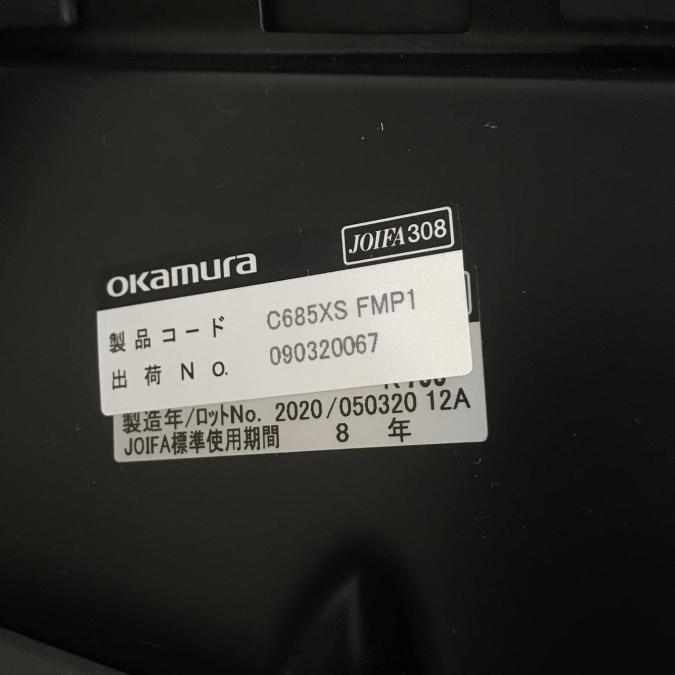 okamura
JOIFA308
製品コード C685XS FMP1
出荷NO. 090320067
製造年/ロットNo. 2020/050320 12A
JOIFA標準使用期間 8 年